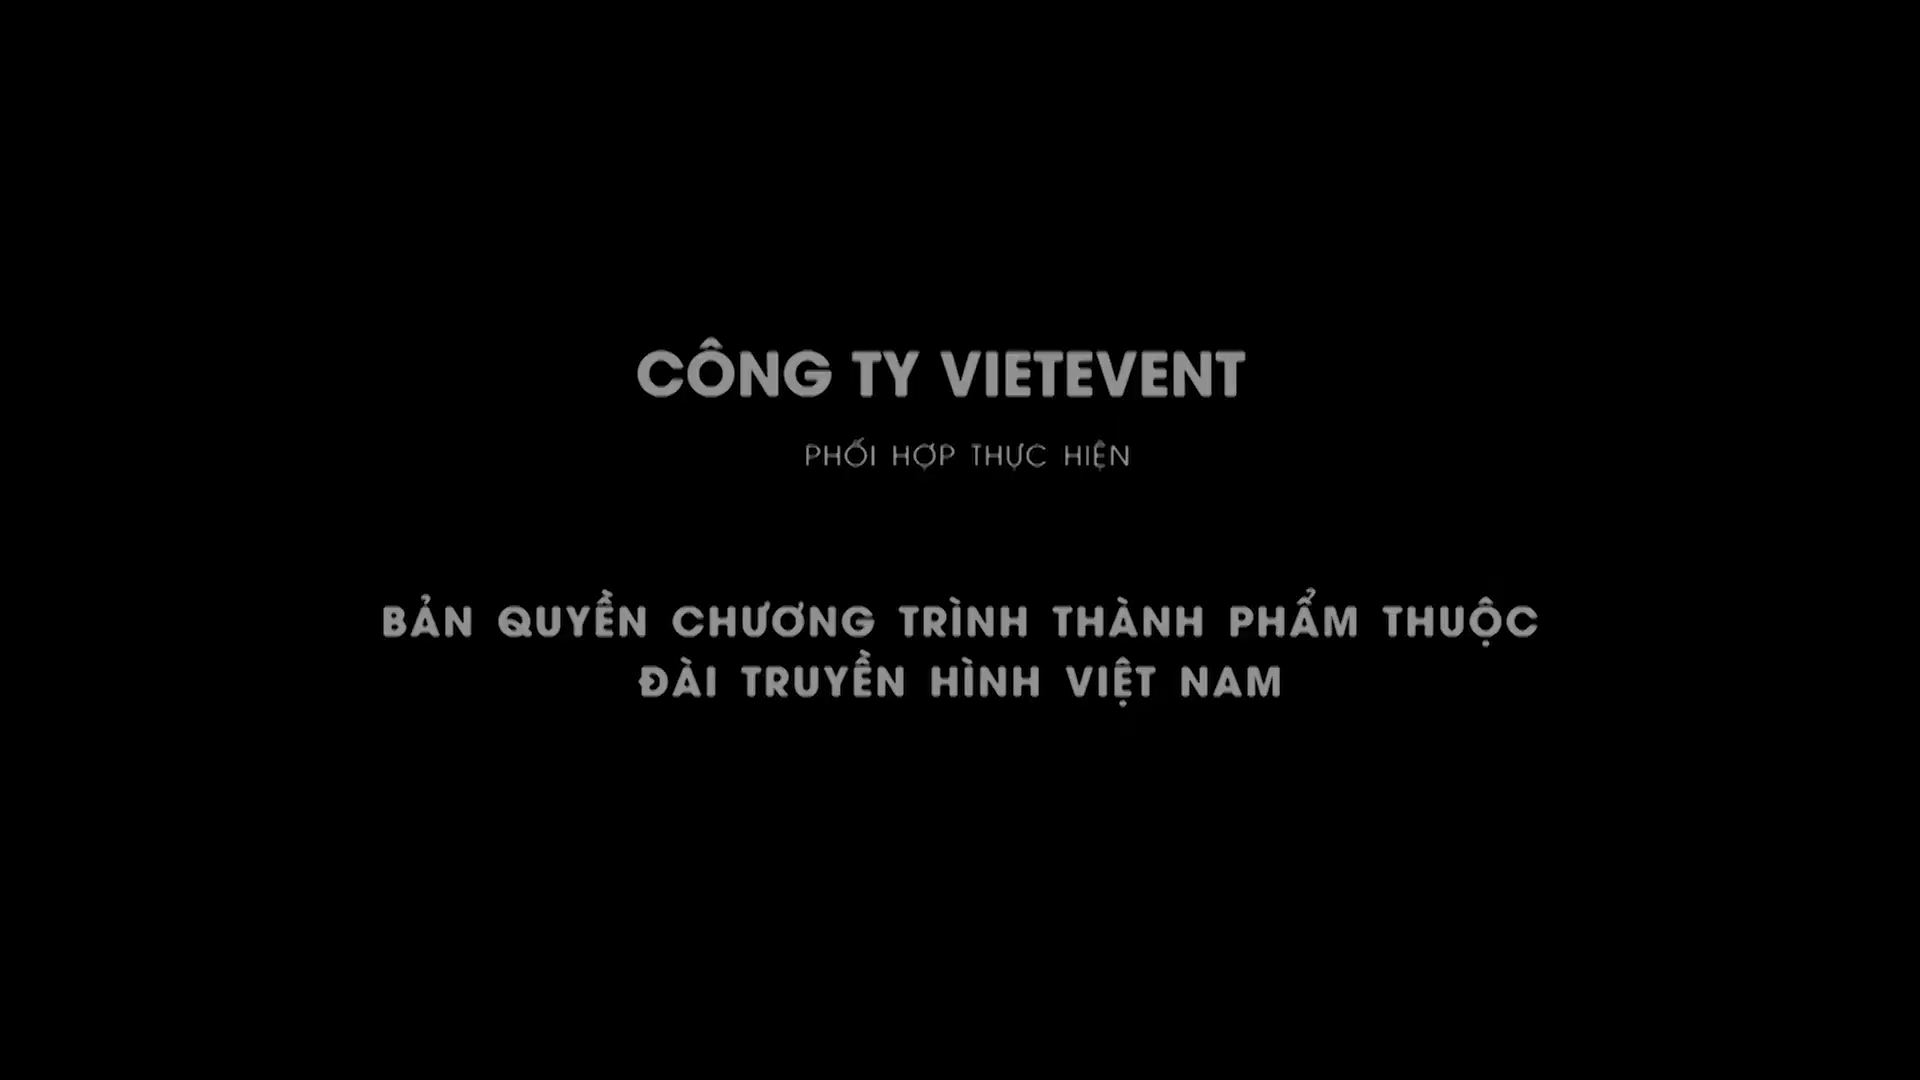 CÔNG TY VIETEVENT
PHỐI HỢP THỰC HIỆN
BẢN QUYỀN CHƯƠNG TRÌNH THÀNH PHẨM THUỘC
ĐÀI TRUYỀN HÌNH VIỆT NAM